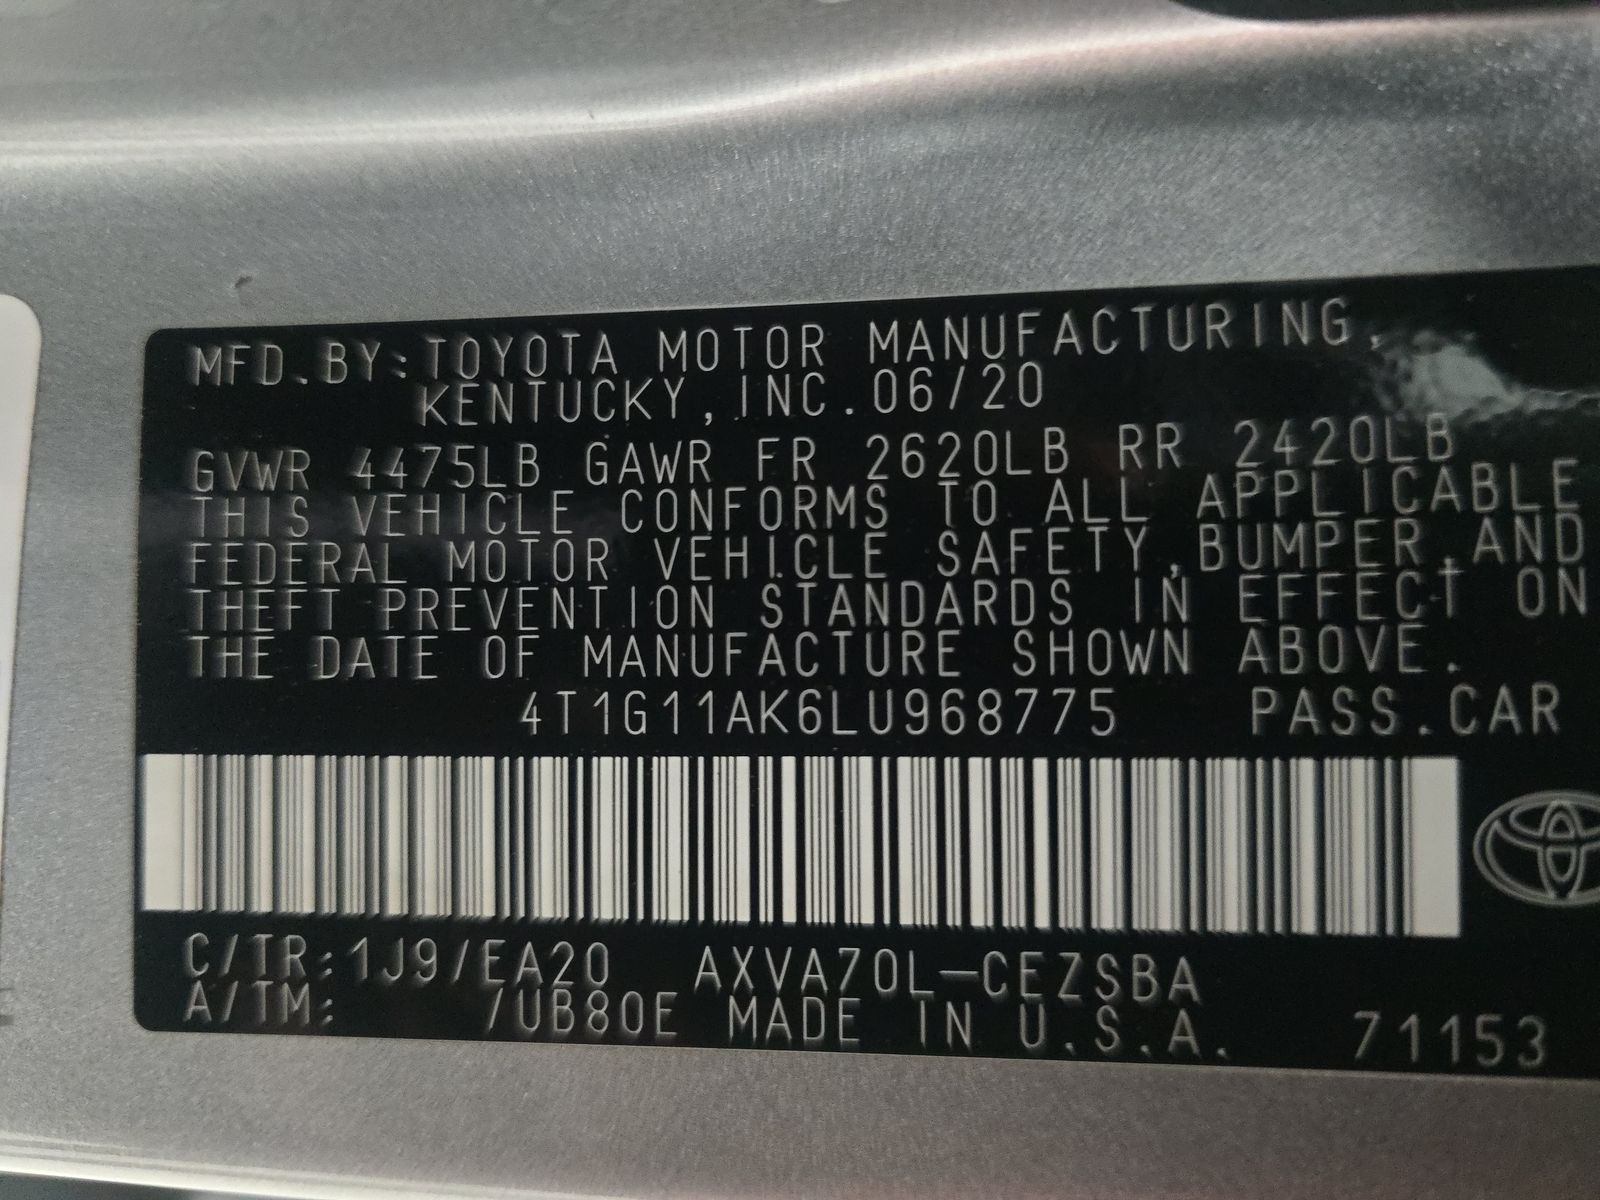 MFD.BY:TOYOTA MOTOR MANUFACTURING,
KENTUCKY,INC.06/20
GVWR 4475LB GAWR FR 2620LB RR 2420LB
THIS VEHICLE CONFORMS TO ALL APPLICABLE
FEDERAL MOTOR VEHICLE SAFETY,BUMPER,AND
THEFT PREVENTION STANDARDS IN EFFECT ON
THE DATE OF MANUFACTURE SHOWN ABOVE.
4T1G11AK6LU968775 PASS.CAR
C/TR:1J9/EA20 AXVA70L-CEZSBA
A/TM: /UB80E MADE IN U.S.A. 71153